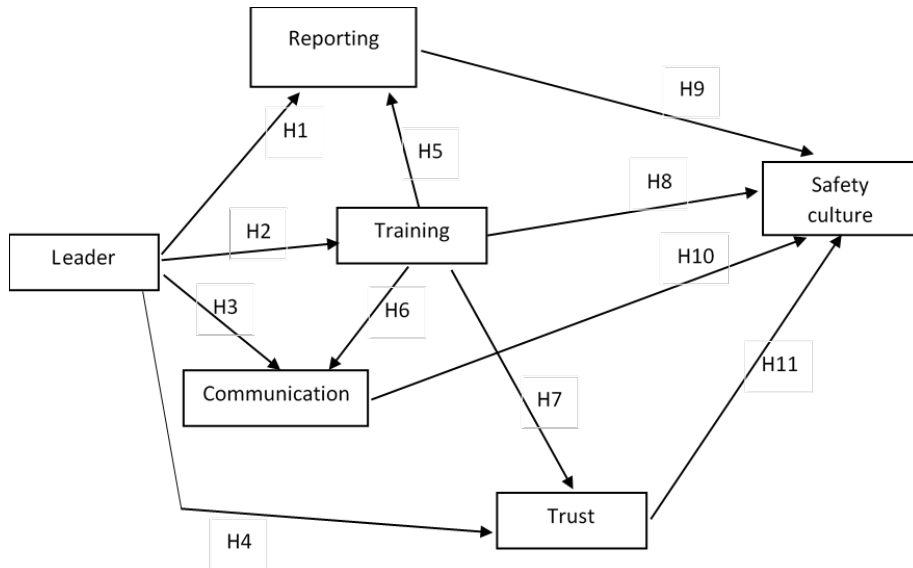 Reporting
H9
H1
H5
H8
Safety
culture
Training
H2
Leader
H10
H3
H6
H11
Communication
H7
Trust
H4